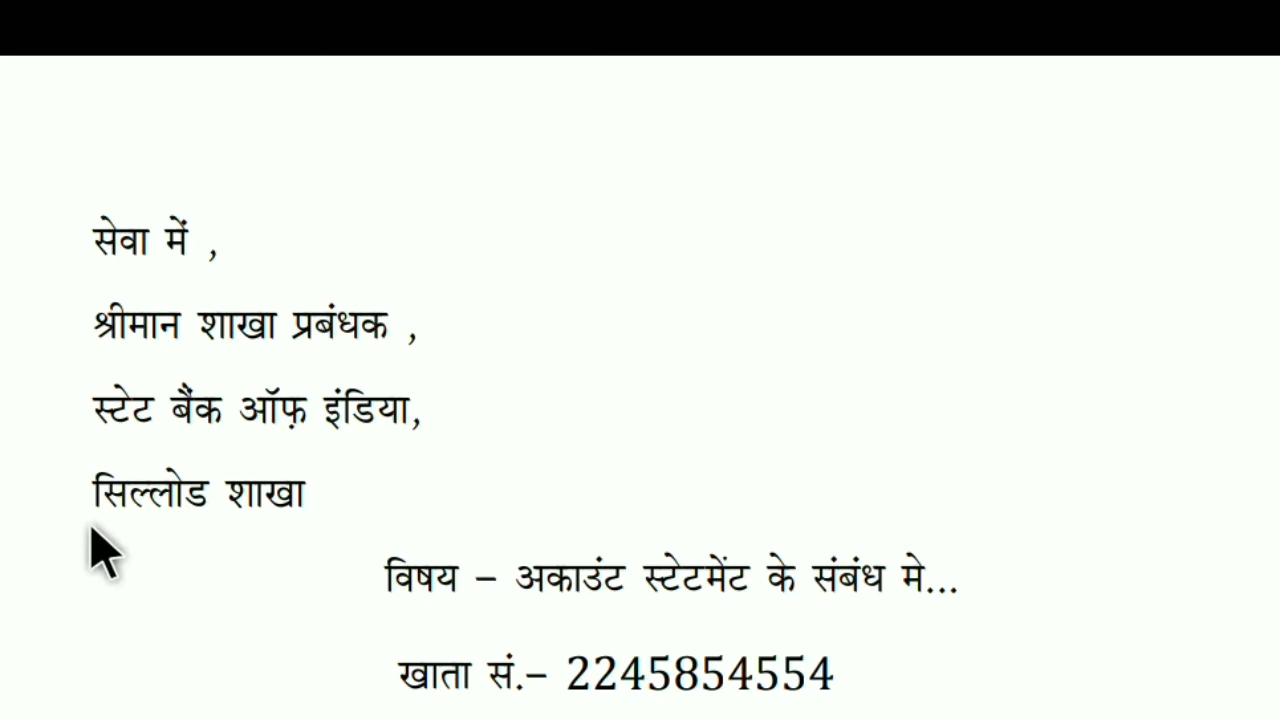 सेवा में ,
श्रीमान शाखा प्रबंधक ,
स्टेट बैंक ऑफ़ इंडिया,
सिल्लोड शाखा
विषय – अकाउंट स्टेटमेंट के संबंध मे...
खाता सं.– 2245854554